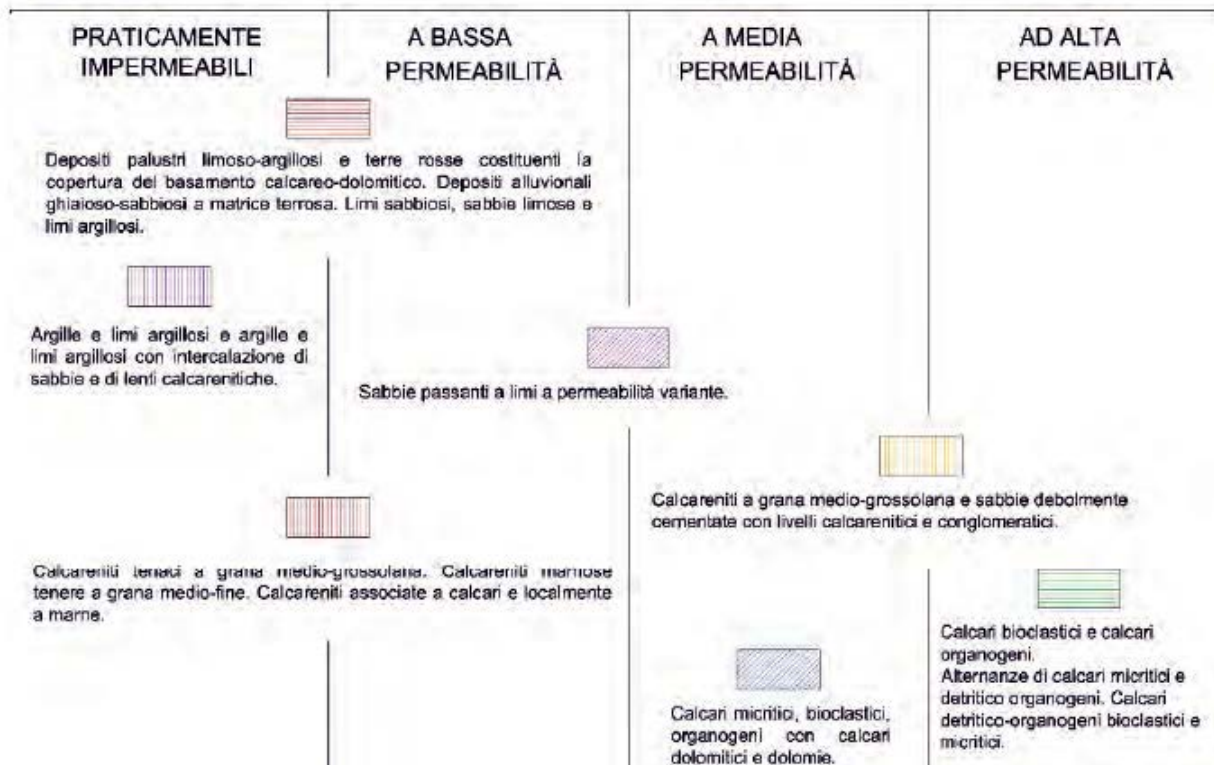 PRATICAMENTE
IMPERMEABILI
A BASSA
PERMEABILITÀ
A MEDIA
PERMEABILITÀ
AD ALTA
PERMEABILITÀ
Depositi palustri limoso-argillosi e terre rosse costituenti la
copertura del basamento calcareo-dolomitico. Depositi alluvionali
ghiaioso-sabbiosi a matrice terrosa. Limi sabbiosi, sabbie limose e
limi argillosi.
Argille e limi argillosi e argille e
limi argillosi con intercalazione di
sabbie e di lenti calcarenitiche.
Sabbie passanti a limi a permeabilità variante.
Calcareniti a grana medio-grossolana e sabbie debolmente
cementate con livelli calcarenitici e conglomeratici.
Calcareniti tenaci a grana medio-grossolana. Calcareniti marnose
tenere a grana medio-fine. Calcareniti associate a calcari e localmente
a marne.
Calcari bioclastici e calcari
organogeni.
Alternanze di calcari micritici e
detritico organogeni. Calcari
detritico-organogeni bioclastici e
micritici.
Calcari micritici, bioclastici,
organogeni con calcari
dolomitici e dolomie.